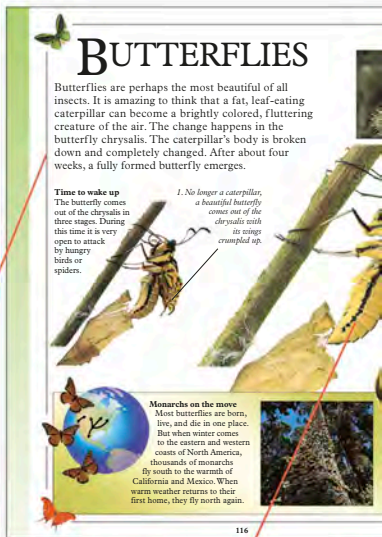 BUTTERFLIES
Butterflies are perhaps the most beautiful of all
insects. It is amazing to think that a fat, leaf-eating
caterpillar can become a brightly colored, fluttering
creature of the air. The change happens in the
butterfly chrysalis. The caterpillar's body is broken
down and completely changed. After about four
weeks, a fully formed butterfly emerges.
Time to wake up
The butterfly comes
out of the chrysalis in
three stages. During
this time it is very
open to attack
by hungry
birds or
spiders.
1. No longer a caterpillar,
a beautiful butterfly
comes out of the
chrysalis with
its wings
crumpled up.
Monarchs on the move
Most butterflies are born,
live, and die in one place.
But when winter comes
to the eastern and western
coasts of North America,
thousands of monarchs
fly south to the warmth of
California and Mexico. When
warm weather returns to their
first home, they fly north again.
116